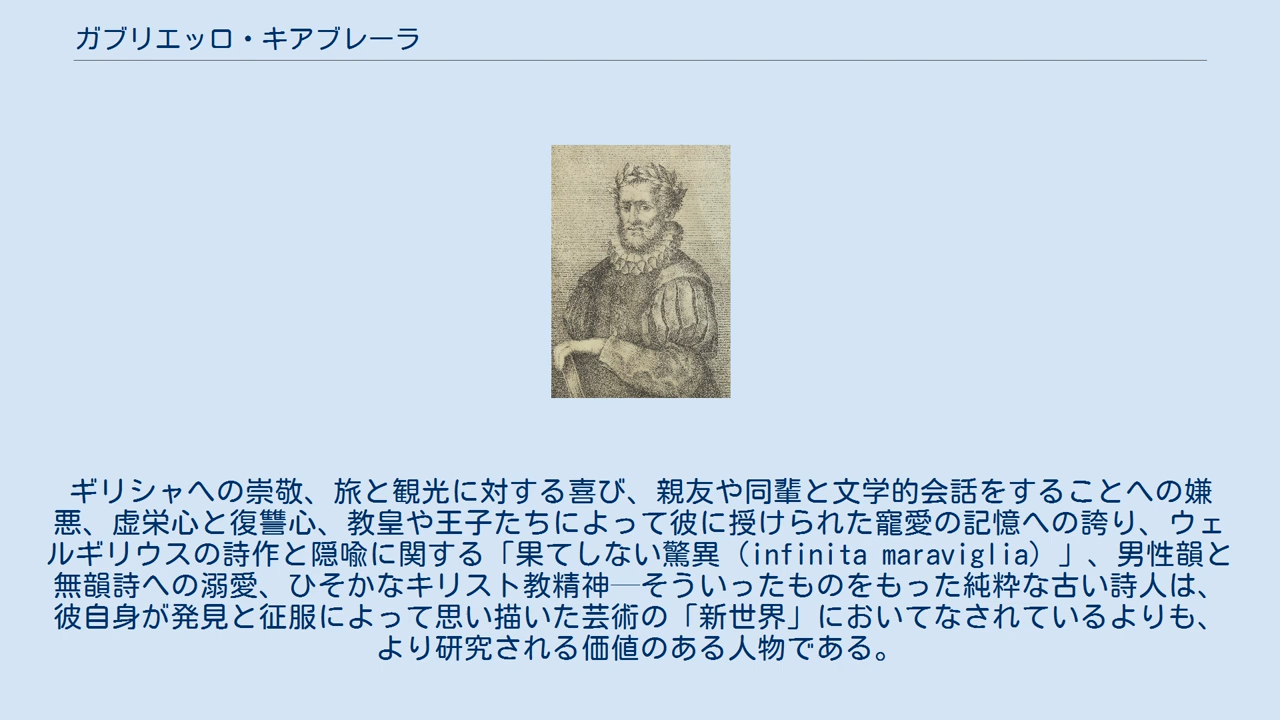 ガブリエッロ・キアブレーラ
ギリシャへの崇敬、旅と観光に対する喜び、親友や同輩と文学的会話をすることへの嫌
悪、虚栄心と復讐心、教皇や王子たちによって彼に授けられた寵愛の記憶への誇り、ウェ
ルギリウスの詩作と隠喩に関する「果てしない驚異（infinita maraviglia）」、男性韻と
無韻詩への溺愛、ひそかなキリスト教精神─そういったものをもった純粋な古い詩人は、
彼自身が発見と征服によって思い描いた芸術の「新世界」においてなされているよりも、
より研究される価値のある人物である。